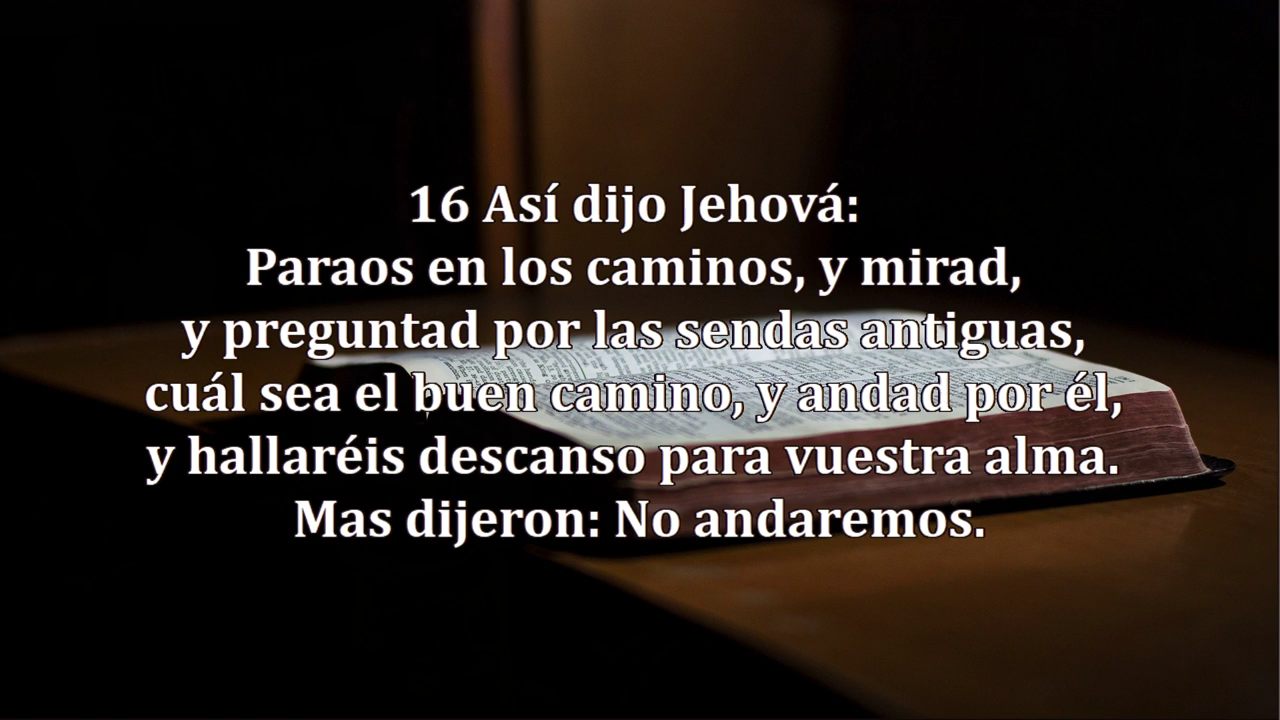 16 Así dijo Jehová:
Paraos en los caminos, y mirad,
y preguntad por las sendas antiguas,
cuál sea el buen camino, y andad por él,
y hallaréis descanso para vuestra alma.
Mas dijeron: No andaremos.